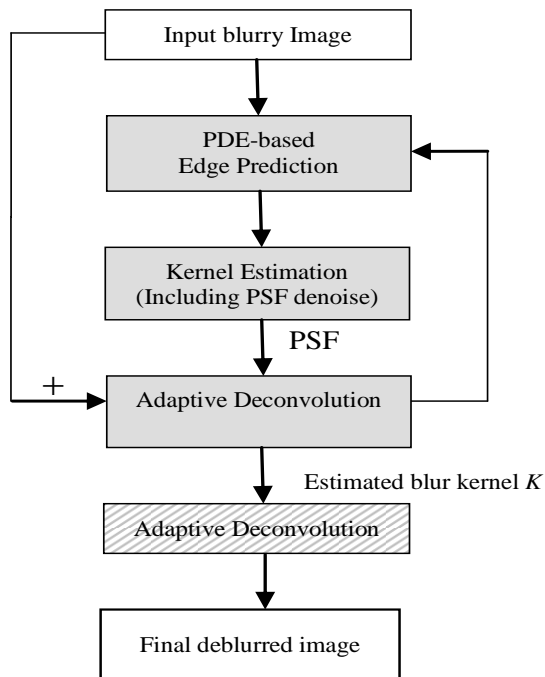 Input blurry Image
PDE-based
Edge Prediction
Kernel Estimation
(Including PSF denoise)
PSF
+
Adaptive Deconvolution
Estimated blur kernel K
Adaptive Deconvolution
Final deblurred image